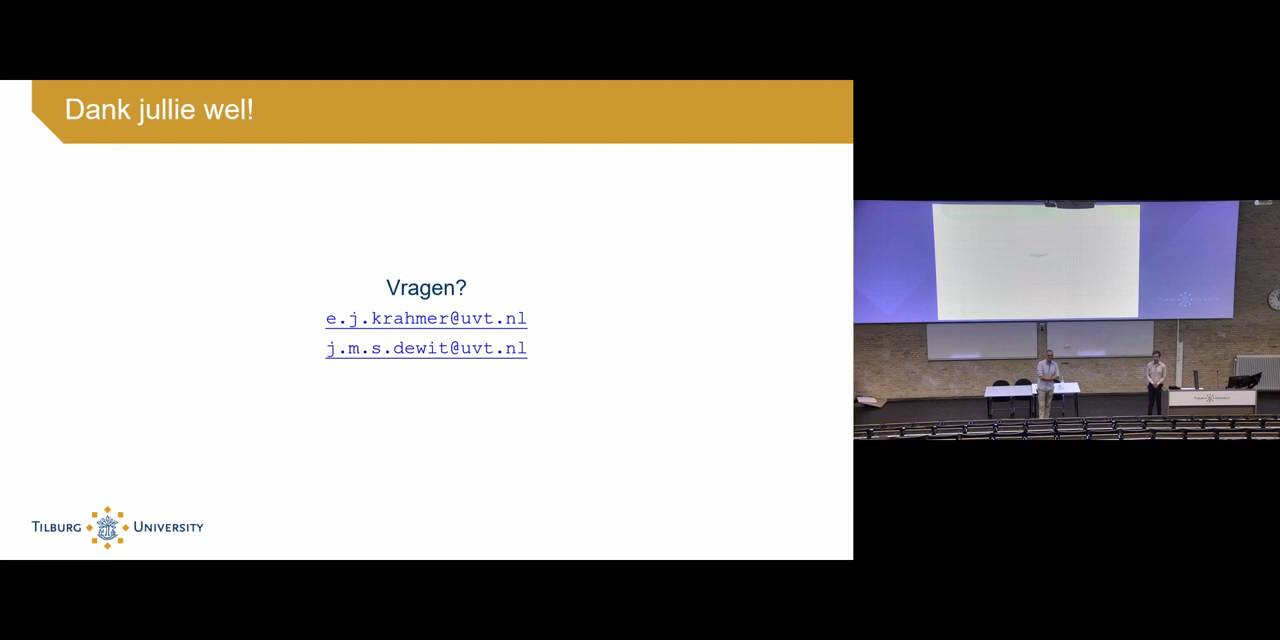 Dank jullie wel!
Vragen?
e.j.krahmer@uvt.nl
j.m.s.dewit@uvt.nl
TILBURG UNIVERSITY